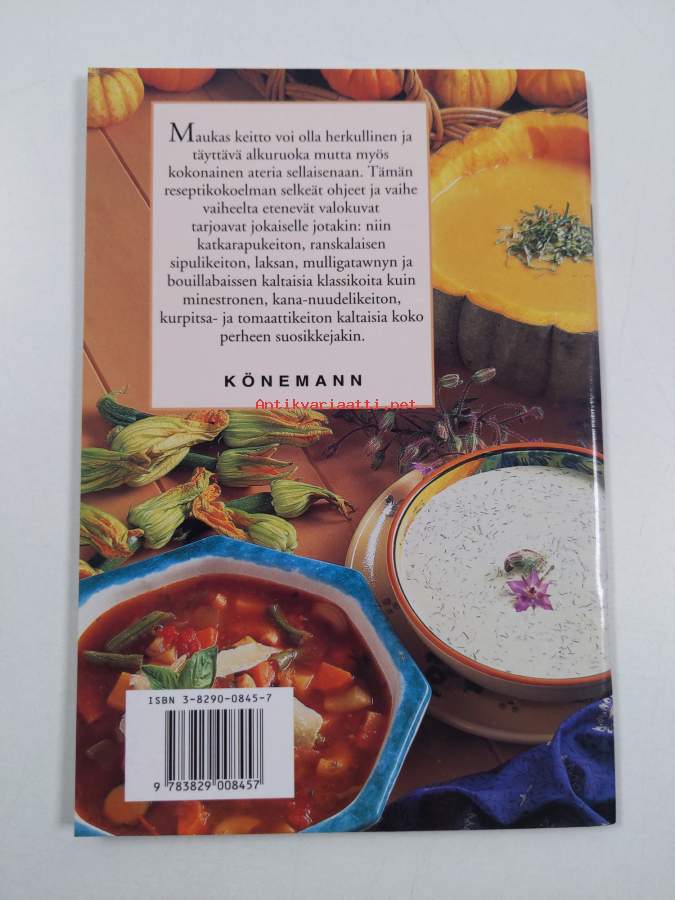 Maukas keitto voi olla herkullinen ja
täyttävä alkuruoka mutta myös
kokonainen ateria sellaisenaan. Tämän
reseptikokoelman selkeät ohjeet ja vaihe
vaiheelta etenevät valokuvat
tarjoavat jokaiselle jotakin: niin
katkarapukeiton, ranskalaisen
sipulikeiton, laksan, mulligatawnyn ja
bouillabaissen kaltaisia klassikoita kuin
minestronen, kana-nuudelikeiton,
kurpitsa- ja tomaattikeiton kaltaisia koko
perheen suosikkejakin.
KÖNEMANN
Antikvariaatti.net
ISBN 3-8290-0845-7
9 783829 008457